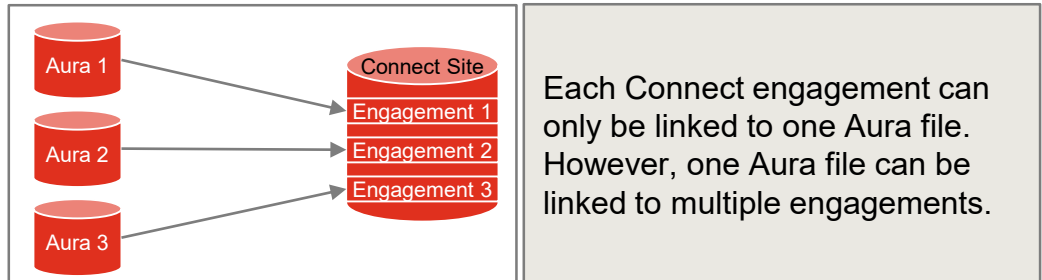 Aura 1
Aura 2
Aura 3
Connect Site
Engagement 1
Engagement 2
Engagement 3
Each Connect engagement can
only be linked to one Aura file.
However, one Aura file can be
linked to multiple engagements.